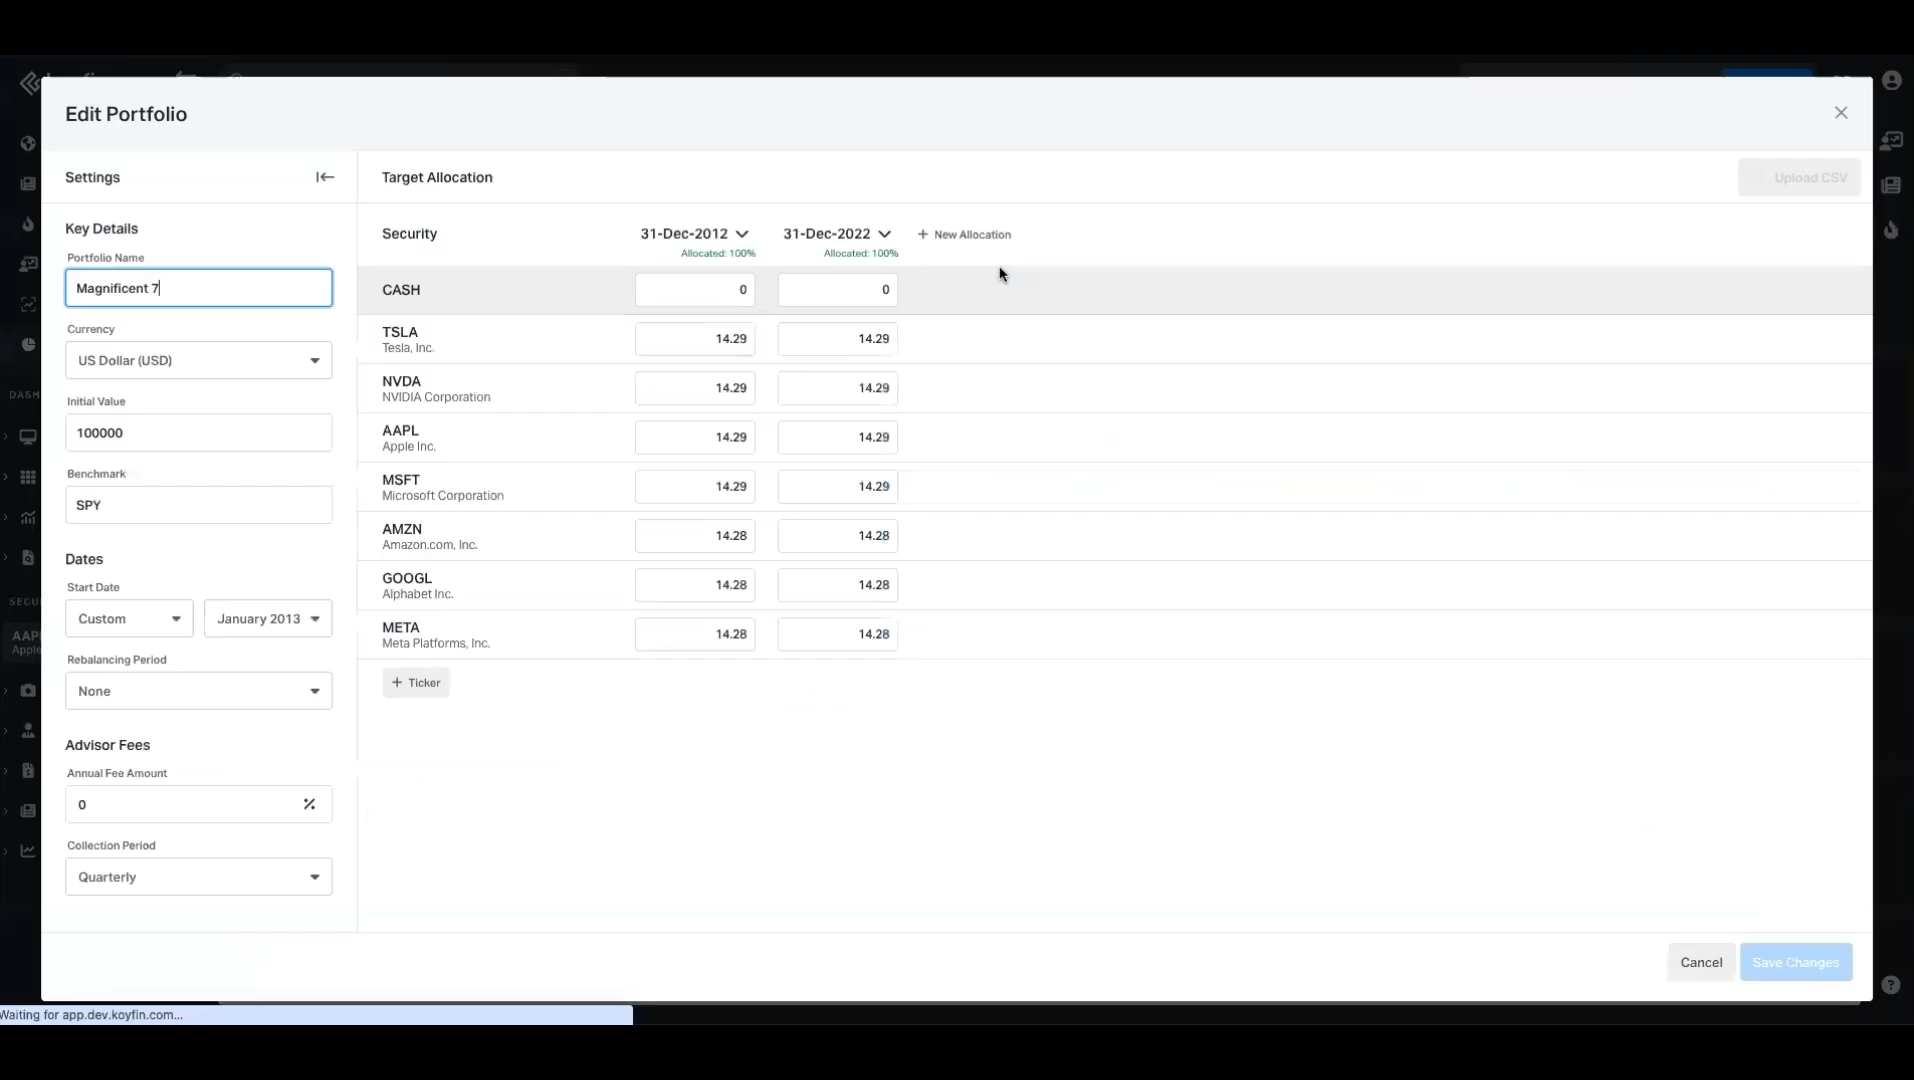 Edit Portfolio
Settings
Target Allocation
Upload CSV
Key Details
Portfolio Name
Magnificent 7
Currency
US Dollar (USD)
Initial Value
100000
Benchmark
SPY
Dates
Start Date
Custom
January 2013
Rebalancing Period
None
Advisor Fees
Annual Fee Amount
0 %
Collection Period
Quarterly
Security 31-Dec-2012 31-Dec-2022 + New Allocation
Allocated: 100% Allocated: 100%
CASH 0 0
TSLA 14.29 14.29
Tesla, Inc.
NVDA 14.29 14.29
NVIDIA Corporation
AAPL 14.29 14.29
Apple Inc.
MSFT 14.29 14.29
Microsoft Corporation
AMZN 14.28 14.28
Amazon.com, Inc.
GOOGL 14.28 14.28
Alphabet Inc.
META 14.28 14.28
Meta Platforms, Inc.
+ Ticker
Cancel
Save Changes
DASH
SECU
AAPL
Apple
Waiting for app.dev.koyfin.com...